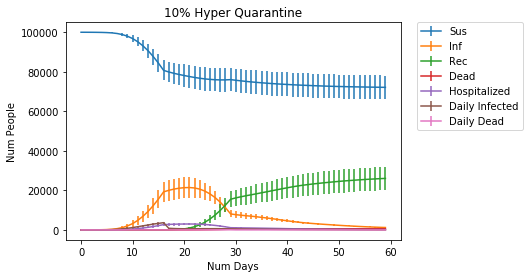 10% Hyper Quarantine
Num People
100000
80000
60000
40000
20000
0
0 10 20 30 40 50 60
Num Days
Sus
Inf
Rec
Dead
Hospitalized
Daily Infected
Daily Dead